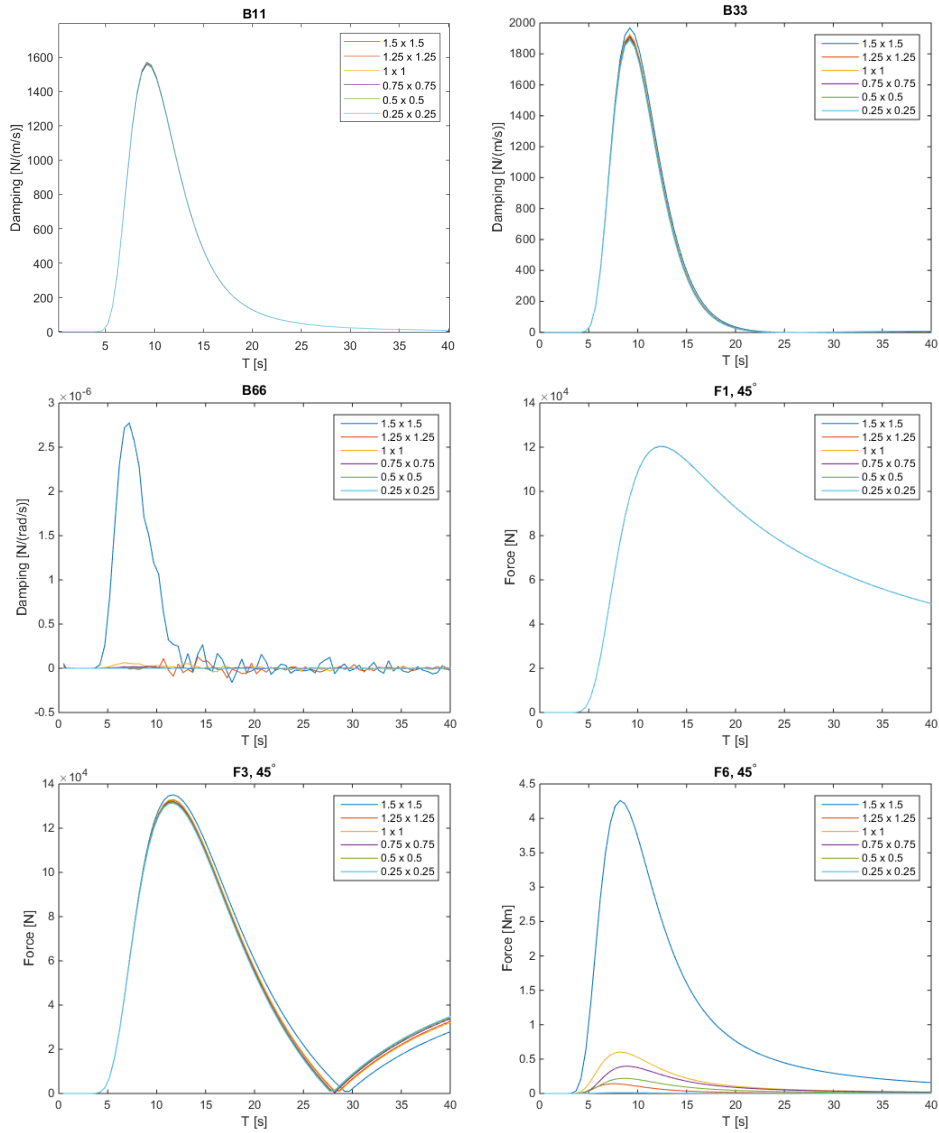 B11
Damping [N/(m/s)]
1600
1400
1200
1000
800
600
400
200
0
5 10 15 20 25 30 35 40
T [s]
1.5 x 1.5
1.25 x 1.25
1 x 1
0.75 x 0.75
0.5 x 0.5
0.25 x 0.25
B33
Damping [N/(m/s)]
2000
1800
1600
1400
1200
1000
800
600
400
200
0
0 5 10 15 20 25 30 35 40
T [s]
1.5 x 1.5
1.25 x 1.25
1 x 1
0.75 x 0.75
0.5 x 0.5
0.25 x 0.25
B66
× 10-6
Damping [N/(rad/s)]
3
2.5
2
1.5
1
0.5
0
-0.5
0 5 10 15 20 25 30 35 40
T [s]
1.5 x 1.5
1.25 x 1.25
1 x 1
0.75 x 0.75
0.5 x 0.5
0.25 x 0.25
F1, 45°
× 104
Force [N]
14
12
10
8
6
4
2
0
0 5 10 15 20 25 30 35 40
T [s]
1.5 x 1.5
1.25 x 1.25
1 x 1
0.75 x 0.75
0.5 x 0.5
0.25 x 0.25
F3, 45°
× 104
Force [N]
14
12
10
8
6
4
2
0
0 5 10 15 20 25 30 35 40
T [s]
1.5 x 1.5
1.25 x 1.25
1 x 1
0.75 x 0.75
0.5 x 0.5
0.25 x 0.25
F6, 45°
Force [Nm]
4.5
4
3.5
3
2.5
2
1.5
1
0.5
0
0 5 10 15 20 25 30 35 40
T [s]
1.5 x 1.5
1.25 x 1.25
1 x 1
0.75 x 0.75
0.5 x 0.5
0.25 x 0.25